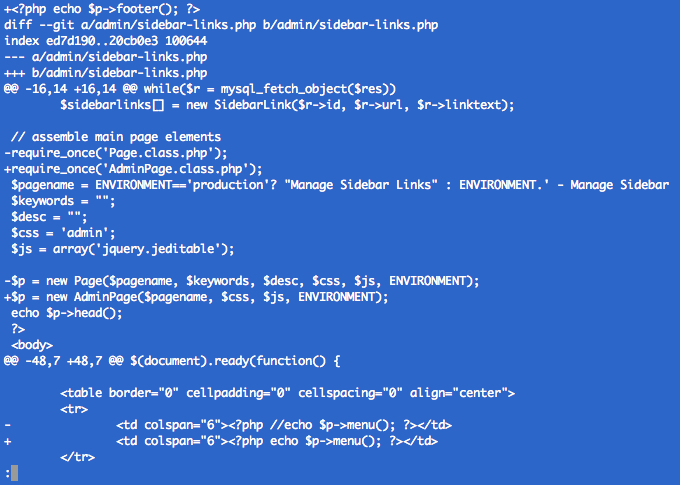 +<?php echo $p->footer(); ?>
diff --git a/admin/sidebar-links.php b/admin/sidebar-links.php
index ed7d190..20cb0e3 100644
--- a/admin/sidebar-links.php
+++ b/admin/sidebar-links.php
@@ -16,14 +16,14 @@ while($r = mysql_fetch_object($res))
        $sidebarlinks[] = new SidebarLink($r->id, $r->url, $r->linktext);

 // assemble main page elements
-require_once('Page.class.php');
+require_once('AdminPage.class.php');
 $pagename = ENVIRONMENT=='production'? "Manage Sidebar Links" : ENVIRONMENT.' - Manage Sidebar
 $keywords = "";
 $desc = "";
 $css = 'admin';
 $js = array('jquery.jeditable');

-$p = new Page($pagename, $keywords, $desc, $css, $js, ENVIRONMENT);
+$p = new AdminPage($pagename, $css, $js, ENVIRONMENT);
 echo $p->head();
 ?>
 <body>
@@ -48,7 +48,7 @@ $(document).ready(function() {

        <table border="0" cellpadding="0" cellspacing="0" align="center">
        <tr>
-               <td colspan="6"><?php //echo $p->menu(); ?></td>
+               <td colspan="6"><?php echo $p->menu(); ?></td>
        </tr>
: